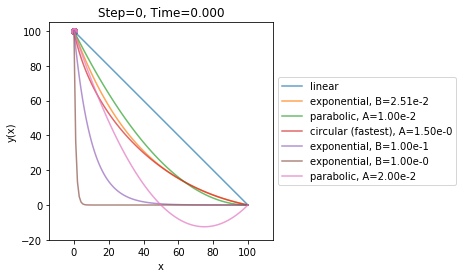 Step=0, Time=0.000
y(x)
100
80
60
40
20
0
−20
0
20
40
60
80
100
x
linear
exponential, B=2.51e-2
parabolic, A=1.00e-2
circular (fastest), A=1.50e-0
exponential, B=1.00e-1
exponential, B=1.00e-0
parabolic, A=2.00e-2